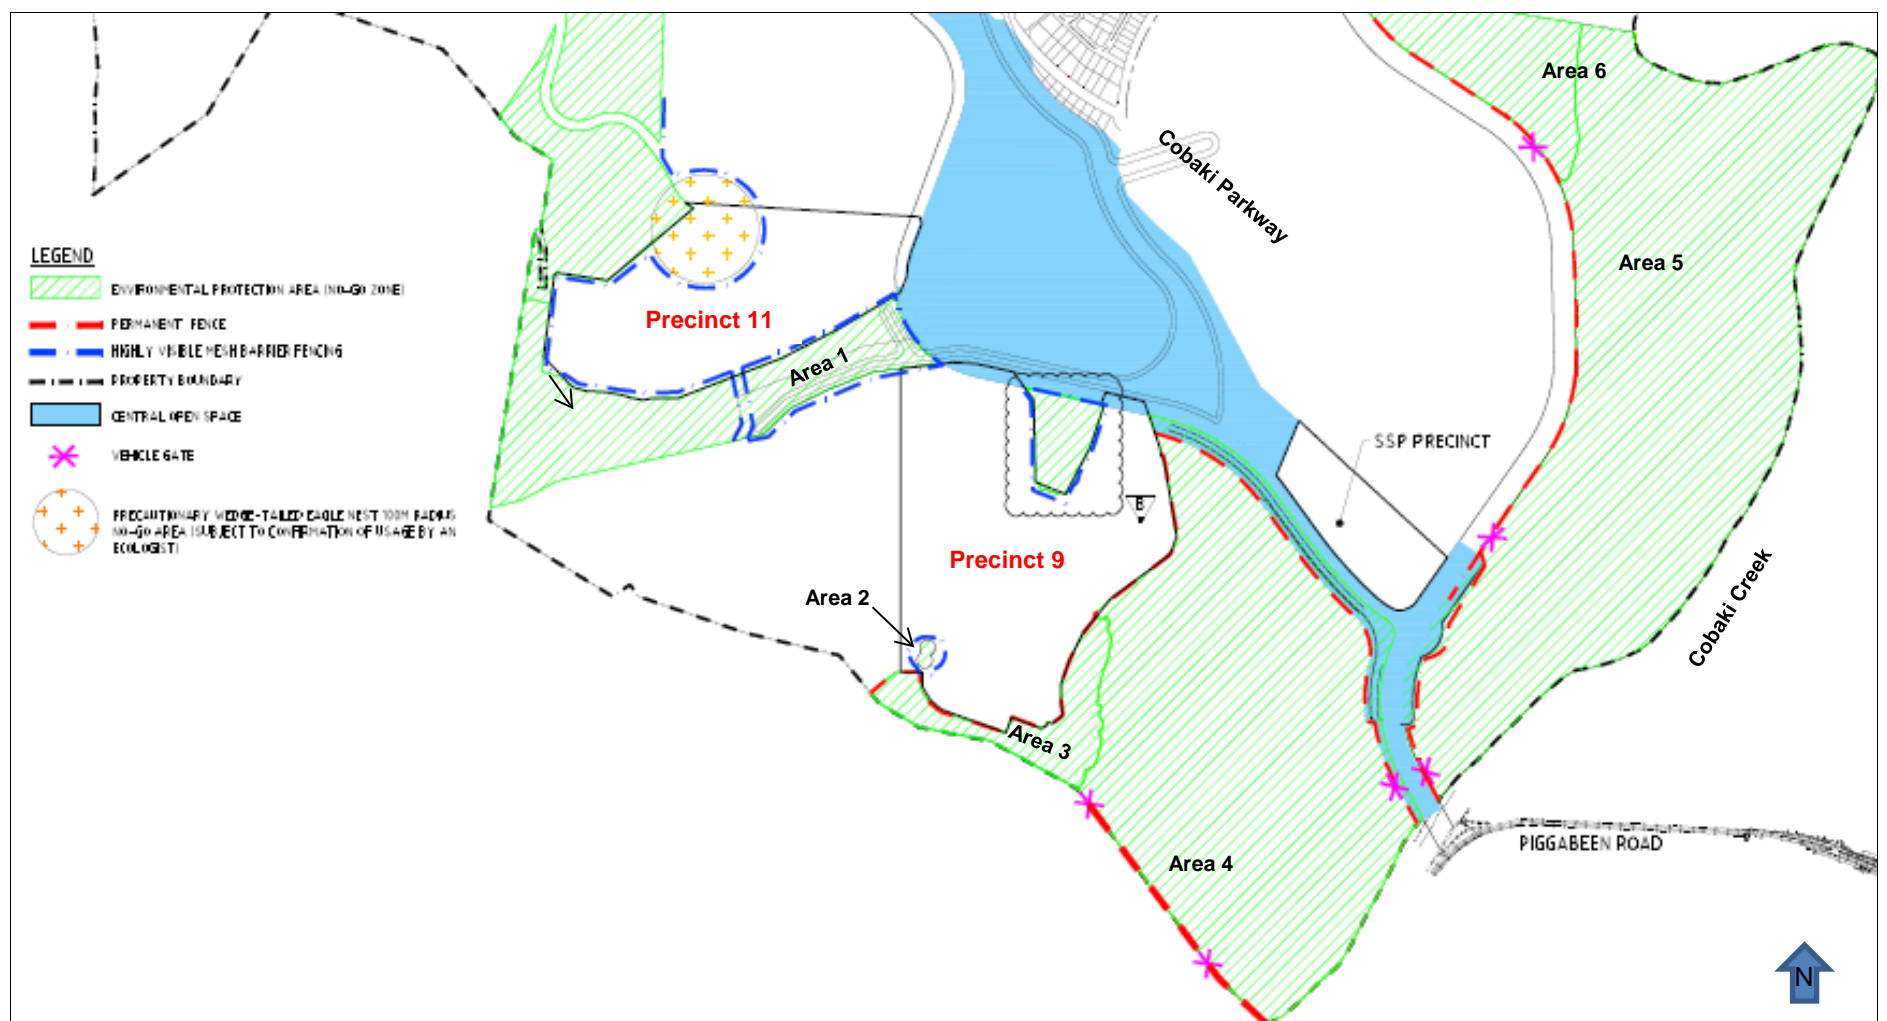 Area 6
Cobaki Parkway
LEGEND
ENVIRONMENTAL PROTECTION AREA (NO-GO ZONE)
PERMANENT FENCE
HIGHLY VISIBLE MESH BARRIER FENCING
PROPERTY BOUNDARY
CENTRAL OPEN SPACE
VEHICLE GATE
PRECAUTIONARY WEDGE-TAILED EAGLE NEST 100M RADIUS
NO-GO AREA (SUBJECT TO CONFIRMATION OF USAGE BY AN
ECOLOGIST)
Area 5
Precinct 11
Area 1
SSP PRECINCT
B
Precinct 9
Area 2
Cobaki Creek
Area 3
Area 4
PIGGABEEN ROAD
N